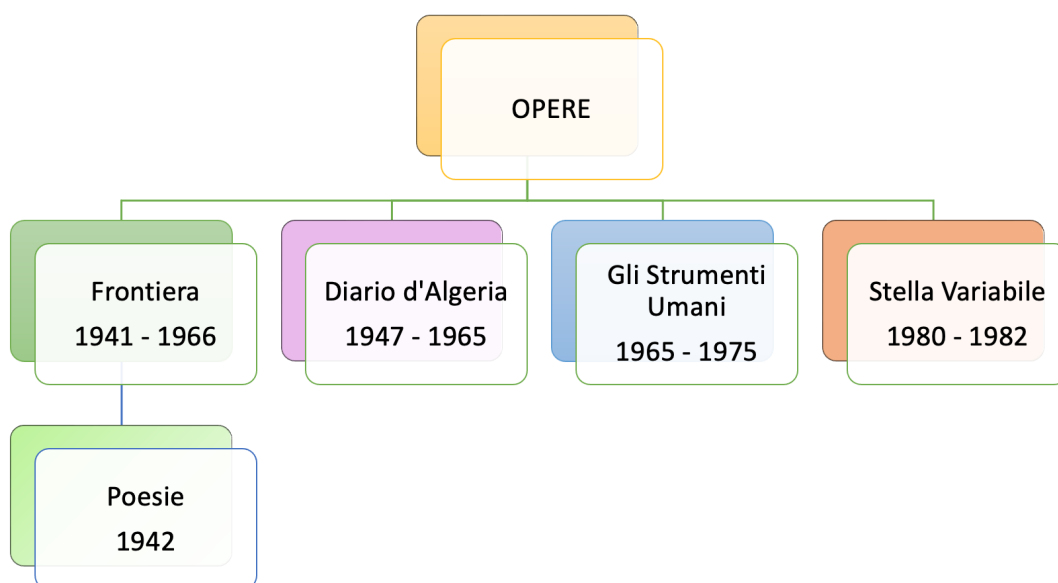 OPERE
Frontiera
1941 - 1966
Diario d'Algeria
1947 - 1965
Gli Strumenti
Umani
1965 - 1975
Stella Variabile
1980 - 1982
Poesie
1942